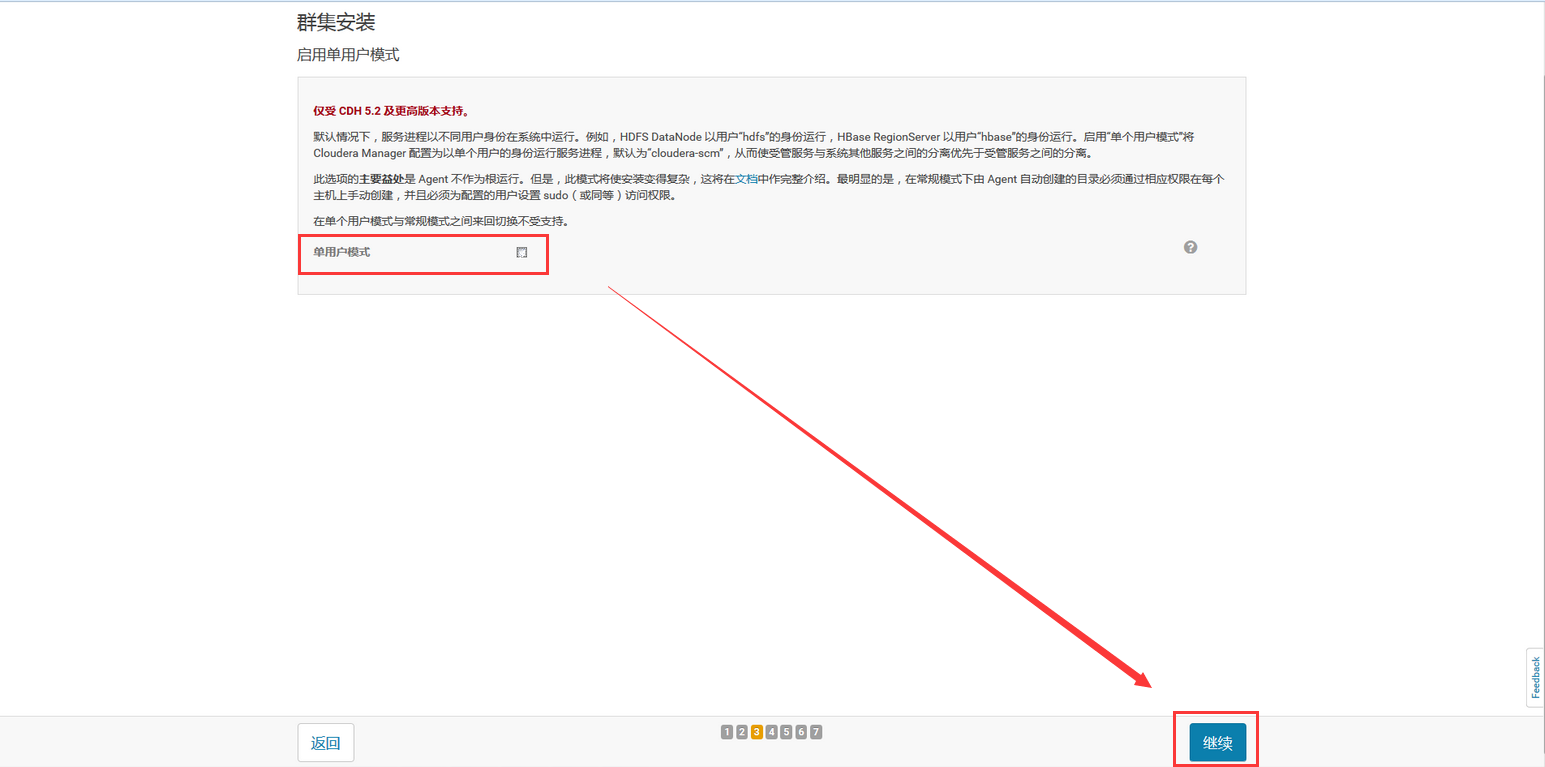 群集安装
启用单用户模式
仅受 CDH 5.2 及更高版本支持。
默认情况下，服务进程以不同用户身份在系统中运行。例如，HDFS DataNode 以用户"hdfs"的身份运行，HBase RegionServer 以用户"hbase"的身份运行。启用"单个用户模式"将
Cloudera Manager 配置为以单个用户的身份运行服务进程，默认为"cloudera-scm"，从而使受管服务与系统其他服务之间的分离优先于受管服务之间的分离。
此选项的主要益处是 Agent 不作为根运行。但是，此模式将使安装变得复杂，这将在文档中作完整介绍。最明显的是，在常规模式下由 Agent 自动创建的目录必须通过相应权限在每个
主机上手动创建，并且必须为配置的用户设置 sudo（或同等）访问权限。
在单个用户模式与常规模式之间来回切换不受支持。
单用户模式
?
Feedback
返回
1 2 3 4 5 6 7
继续